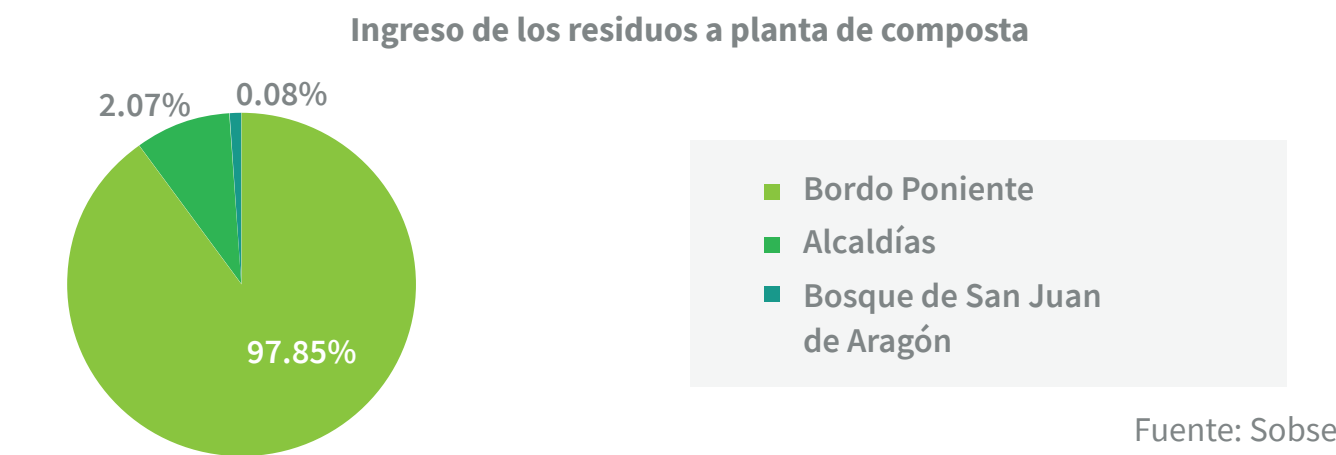 Ingreso de los residuos a planta de composta
2.07%
0.08%
97.85%
Bordo Poniente
Alcaldías
Bosque de San Juan
de Aragón
Fuente: Sobse